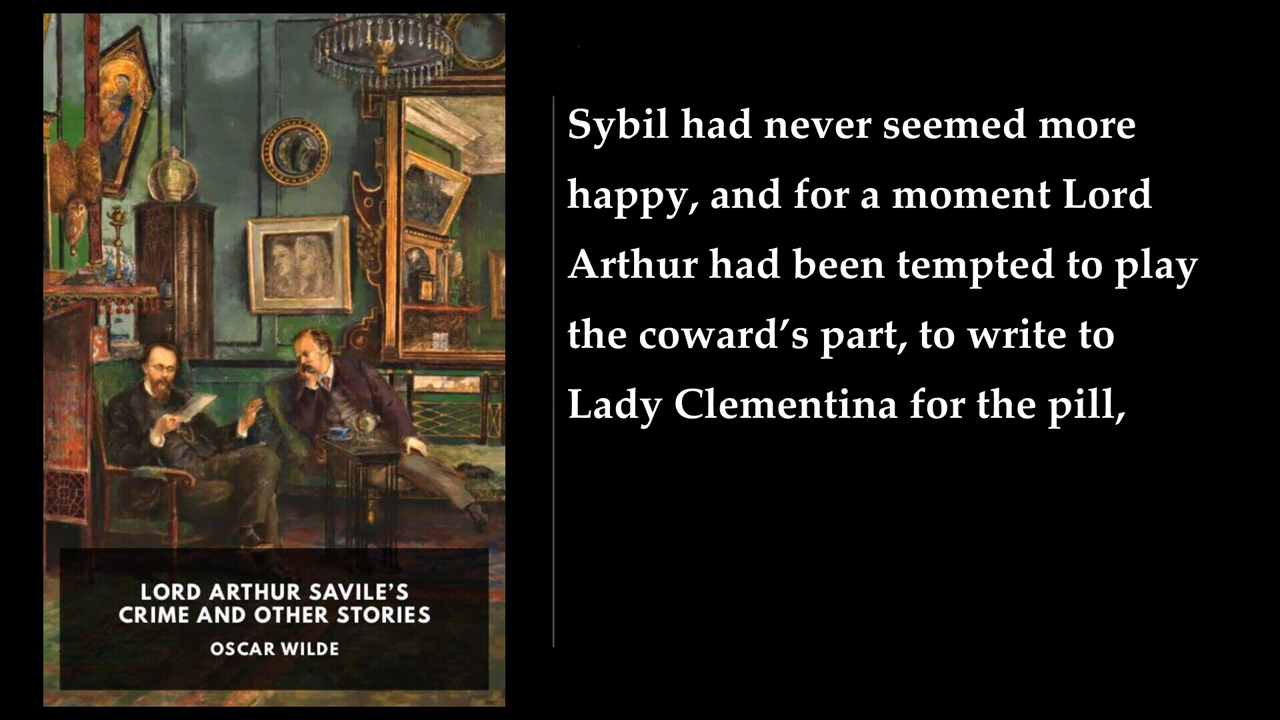 LORD ARTHUR SAVILE’S
CRIME AND OTHER STORIES
OSCAR WILDE
Sybil had never seemed more
happy, and for a moment Lord
Arthur had been tempted to play
the coward’s part, to write to
Lady Clementina for the pill,